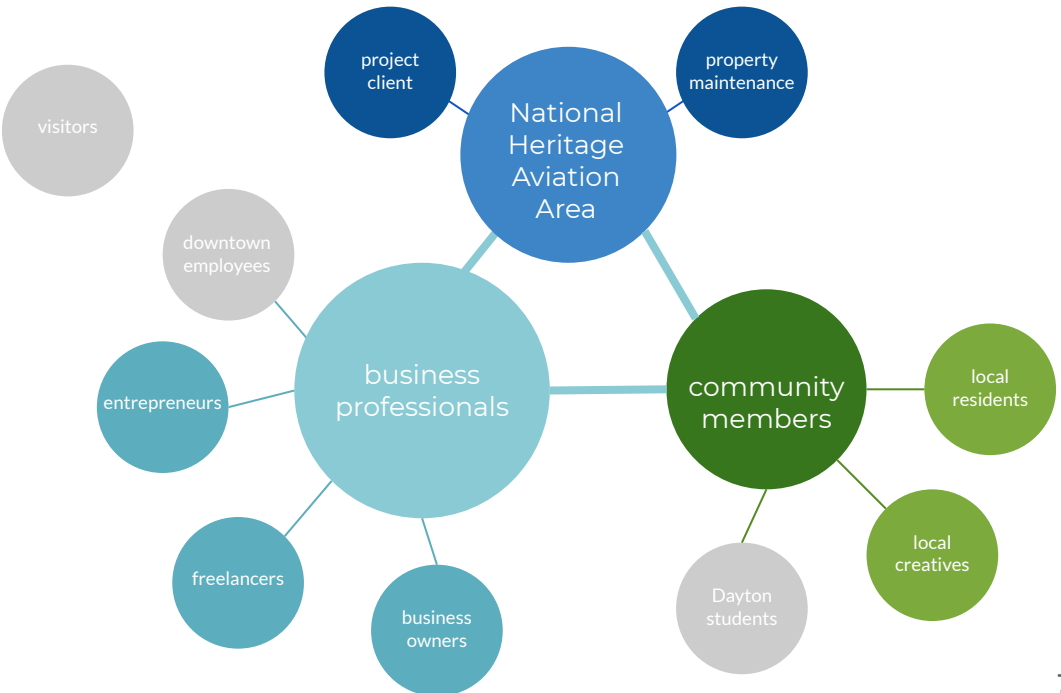 project
client
property
maintenance
National
Heritage
Aviation
Area
visitors
downtown
employees
business
professionals
entrepreneurs
community
members
local
residents
freelancers
local
creatives
business
owners
Dayton
students